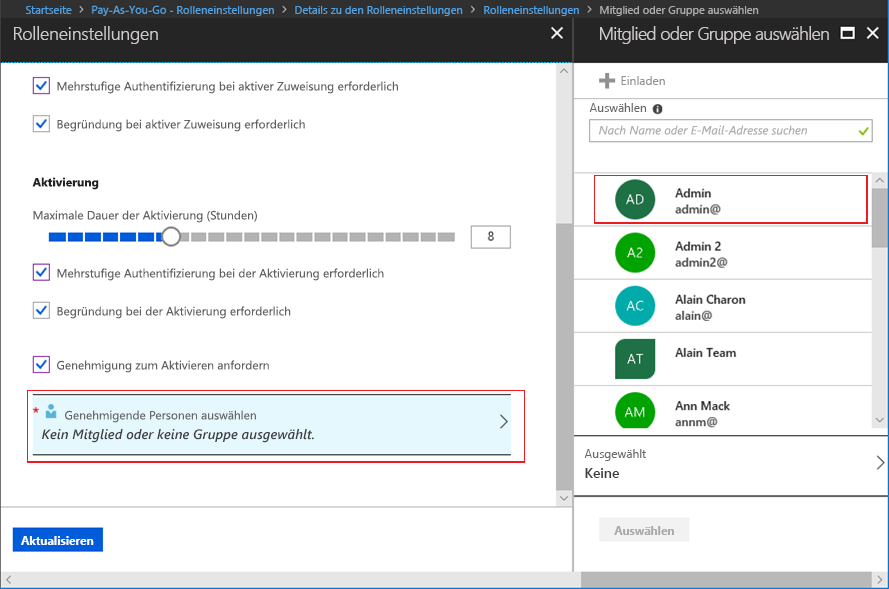 Startseite > Pay-As-You-Go - Rolleneinstellungen > Details zu den Rolleneinstellungen > Rolleneinstellungen > Mitglied oder Gruppe auswählen
Rolleneinstellungen
Mehrstufige Authentifizierung bei aktiver Zuweisung erforderlich
Begründung bei aktiver Zuweisung erforderlich
Aktivierung
Maximale Dauer der Aktivierung (Stunden)
8
Mehrstufige Authentifizierung bei der Aktivierung erforderlich
Begründung bei der Aktivierung erforderlich
Genehmigung zum Aktivieren anfordern
* Genehmigende Personen auswählen
Kein Mitglied oder keine Gruppe ausgewählt.
Aktualisieren
Mitglied oder Gruppe auswählen
Einladen
Auswählen
Nach Name oder E-Mail-Adresse suchen
AD
Admin
admin@
A2
Admin 2
admin2@
AC
Alain Charon
alain@
AT
Alain Team
AM
Ann Mack
annm@
Ausgewählt
Keine
Auswählen